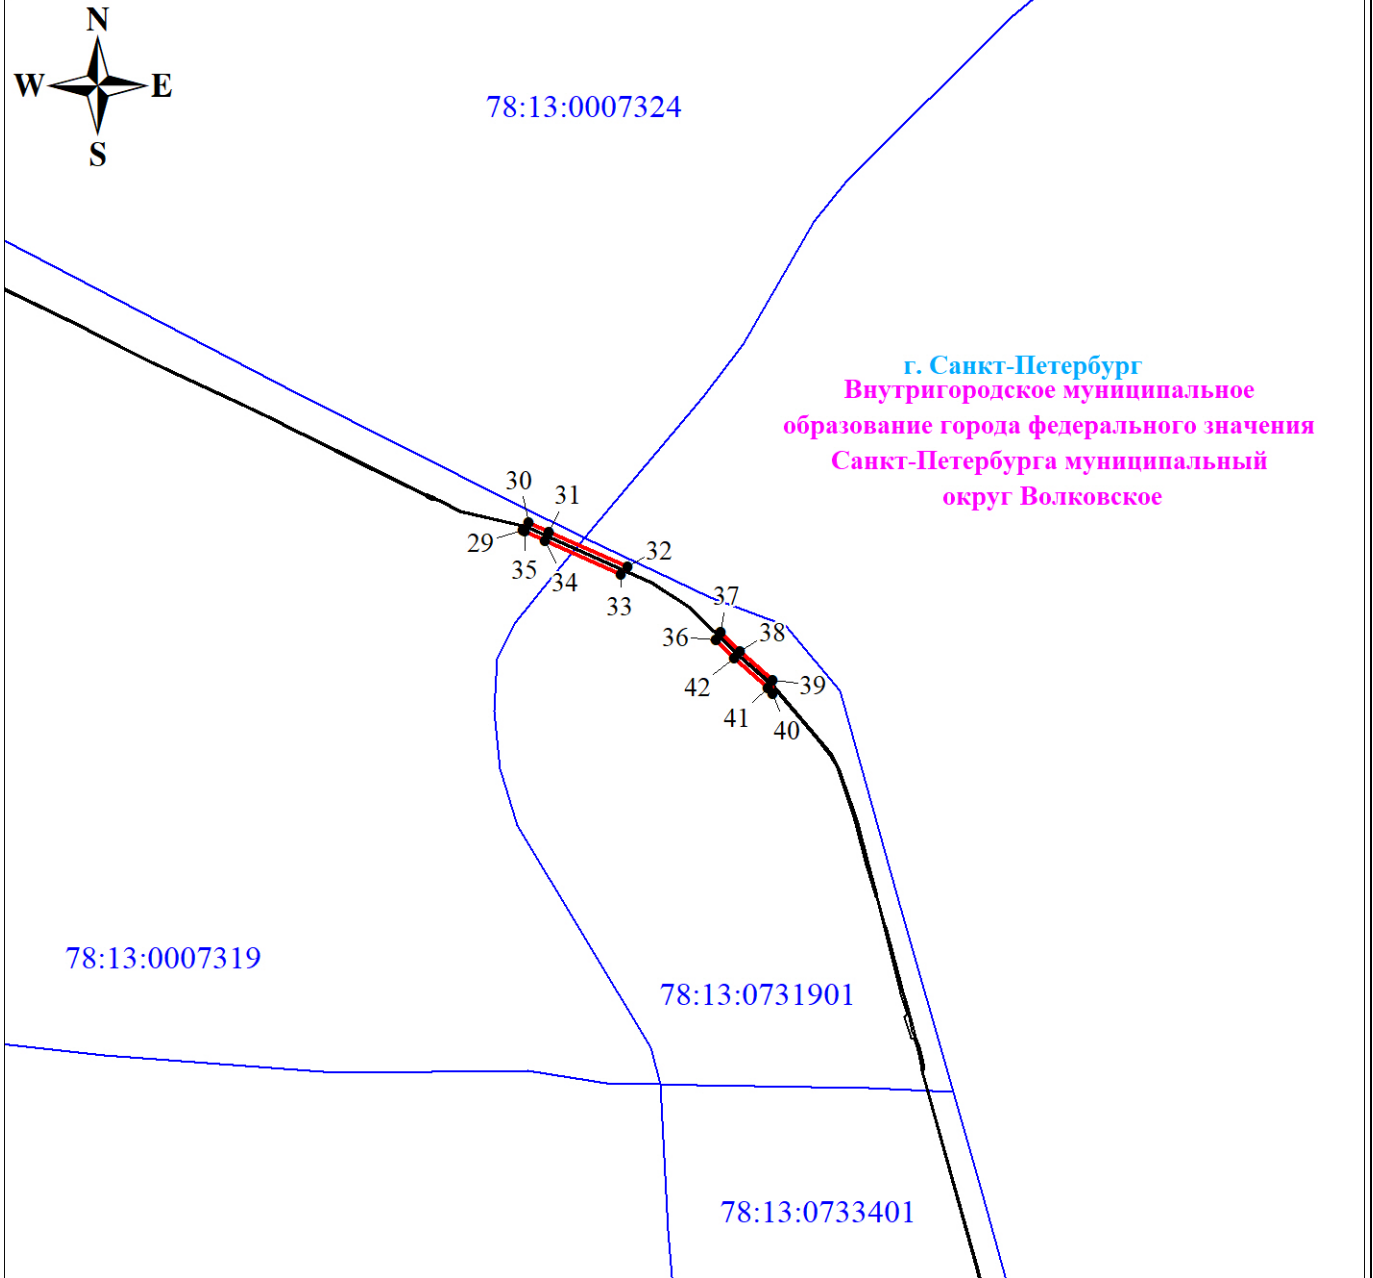 N
W E
S
78:13:0007324
г. Санкт-Петербург
Внутригородское муниципальное
образование города федерального значения
Санкт-Петербурга муниципальный
округ Волковское
30
31
29
35
34
32
33
37
36
38
42
39
41
40
78:13:0007319
78:13:0731901
78:13:0733401